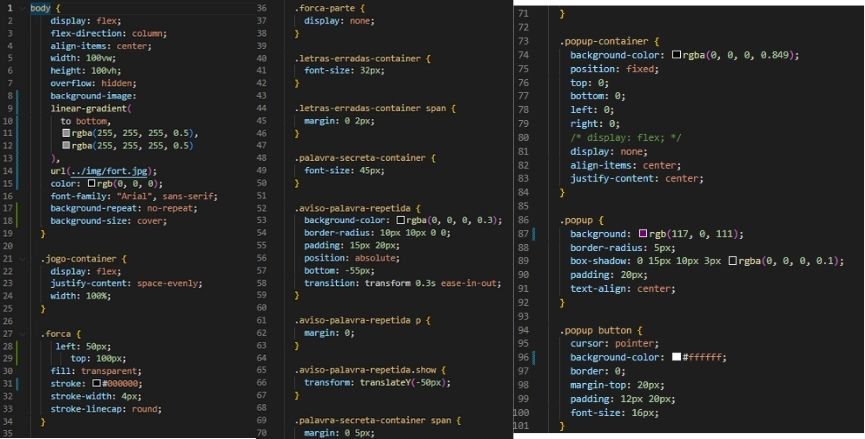 1 body {
2 display: flex;
3 flex-direction: column;
4 align-items: center;
5 width: 100vw;
6 height: 100vh;
7 overflow: hidden;
8 background-image:
9 linear-gradient(
10 to bottom,
11 rgba(255, 255, 255, 0.5),
12 rgba(255, 255, 255, 0.5)
13 ),
14 url(../img/fort.jpg);
15 color: rgb(0, 0, 0);
16 font-family: "Arial", sans-serif;
17 background-repeat: no-repeat;
18 background-size: cover;
19 }
20
21 .jogo-container {
22 display: flex;
23 justify-content: space-evenly;
24 width: 100%;
25 }
26
27 .forca {
28 left: 50px;
29 top: 100px;
30 fill: transparent;
31 stroke: #000000;
32 stroke-width: 4px;
33 stroke-linecap: round;
34 }
35
36 .forca-parte {
37 display: none;
38 }
39
40 .letras-erradas-container {
41 font-size: 32px;
42 }
43
44 .letras-erradas-container span {
45 margin: 0 2px;
46 }
47
48 .palavra-secreta-container {
49 font-size: 45px;
50 }
51
52 .aviso-palavra-repetida {
53 background-color: rgba(0, 0, 0, 0.3);
54 border-radius: 10px 10px 0 0;
55 padding: 15px 20px;
56 position: absolute;
57 bottom: -55px;
58 transition: transform 0.3s ease-in-out;
59 }
60
61 .aviso-palavra-repetida p {
62 margin: 0;
63 }
64
65 .aviso-palavra-repetida.show {
66 transform: translateY(-50px);
67 }
68
69 .palavra-secreta-container span {
70 margin: 0 5px;
71 }
72
73 .popup-container {
74 background-color: rgba(0, 0, 0, 0.849);
75 position: fixed;
76 top: 0;
77 bottom: 0;
78 left: 0;
79 right: 0;
80 /* display: flex; */
81 display: none;
82 align-items: center;
83 justify-content: center;
84 }
85
86 .popup {
87 background: rgb(117, 0, 111);
88 border-radius: 5px;
89 box-shadow: 0 15px 10px 3px rgba(0, 0, 0, 0.1);
90 padding: 20px;
91 text-align: center;
92 }
93
94 .popup button {
95 cursor: pointer;
96 background-color: #ffffff;
97 border: 0;
98 margin-top: 20px;
99 padding: 12px 20px;
100 font-size: 16px;
101 }